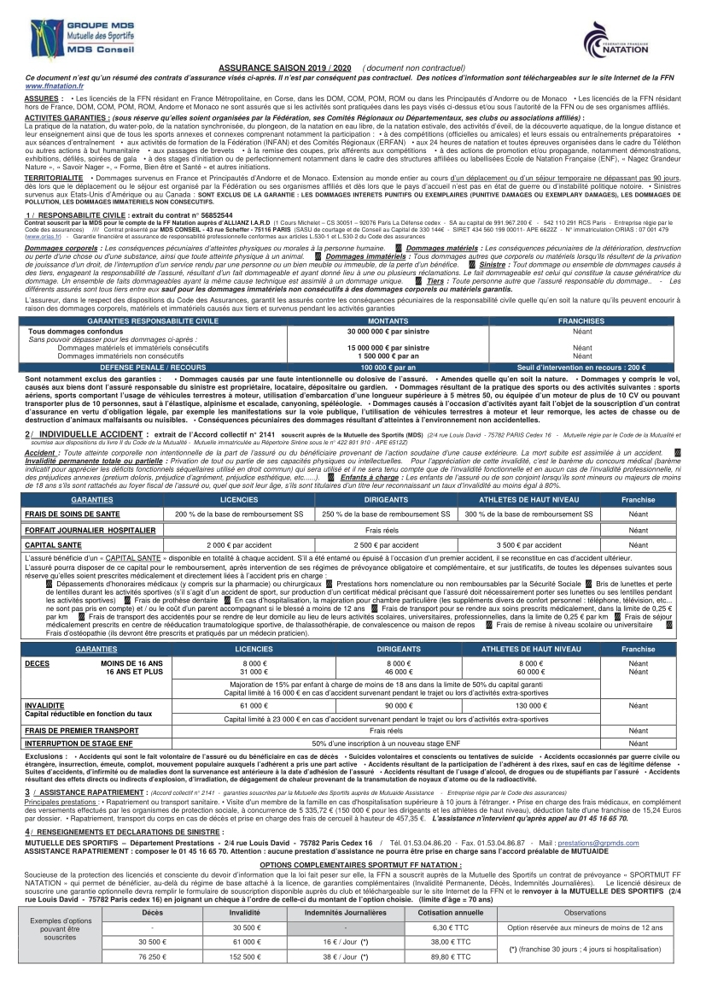 GROUPE MDS
Mutuelle des Sportifs
MDS Conseil
FÉDÉRATION FRANÇAISE
NATATION
ASSURANCE SAISON 2019 / 2020 ( document non contractuel)
Ce document n'est qu'un résumé des contrats d'assurance visés ci-après. Il n'est par conséquent pas contractuel. Des notices d'information sont téléchargeables sur le site Internet de la FFN
www.ffnatation.fr
ASSURES : • Les licenciés de la FFN résidant en France Métropolitaine, en Corse, dans les DOM, COM, POM, ROM ou dans les Principautés d'Andorre ou de Monaco • Les licenciés de la FFN résidant
hors de France, DOM, COM, POM, ROM, Andorre et Monaco ne sont assurés que si les activités sont pratiquées dans les pays visés ci-dessus et/ou sous l'autorité de la FFN ou de ses organismes affiliés.
ACTIVITES GARANTIES : (sous réserve qu'elles soient organisées par la Fédération, ses Comités Régionaux ou Départementaux, ses clubs ou associations affiliés) :
La pratique de la natation, du water-polo, de la natation synchronisée, du plongeon, de la natation en eau libre, de la natation estivale, des activités d'éveil, de la découverte aquatique, de la longue distance et
leur enseignement ainsi que de tous les sports annexes et connexes comprenant notamment la participation : • à des compétitions (officielles ou amicales) et leurs essais ou entraînements préparatoires •
aux séances d'entraînement • aux activités de formation de la Fédération (INFAN) et des Comités Régionaux (ERFAN) • aux 24 heures de natation et toutes épreuves organisées dans le cadre du Téléthon
ou autres actions à but humanitaire • aux passages de brevets • à la remise des coupes, prix afférents aux compétitions • à des actions de promotion et/ou propagande, notamment démonstrations,
exhibitions, défilés, soirées de gala • à des stages d'initiation ou de perfectionnement notamment dans le cadre des structures affiliées ou labellisées Ecole de Natation Française (ENF), « Nagez Grandeur
Nature », « Savoir Nager », « Forme, Bien être et Santé » et autres initiations.
TERRITORIALITE • Dommages survenus en France et Principautés d'Andorre et de Monaco. Extension au monde entier au cours d'un déplacement ou d'un séjour temporaire ne dépassant pas 90 jours,
dès lors que le déplacement ou le séjour est organisé par la Fédération ou ses organismes affiliés et dès lors que le pays d'accueil n'est pas en état de guerre ou d'instabilité politique notoire. • Sinistres
survenus aux Etats-Unis d'Amérique ou au Canada : SONT EXCLUS DE LA GARANTIE : LES DOMMAGES INTERETS PUNITIFS OU EXEMPLAIRES (PUNITIVE DAMAGES OU EXEMPLARY DAMAGES), LES DOMMAGES DE
POLLUTION, LES DOMMAGES IMMATERIELS NON CONSECUTIFS.
1 / RESPONSABILITE CIVILE : extrait du contrat n° 56852544
Contrat souscrit par la MDS pour le compte de la FF Natation auprès d'ALLIANZ I.A.R.D (1 Cours Michelet – CS 30051 – 92076 Paris La Défense cedex - SA au capital de 991.967.200 € - 542 110 291 RCS Paris - Entreprise régie par le
Code des assurances) //// Contrat présenté par MDS CONSEIL - 43 rue Scheffer - 75116 PARIS (SASU de courtage et de Conseil au Capital de 330 144€ - SIRET 434 560 199 00011- APE 6622Z - N° immatriculation ORIAS : 07 001 479
(www.orias.fr) - Garantie financière et assurance de responsabilité professionnelle conformes aux articles L.530-1 et L.530-2 du Code des assurances
Dommages corporels : Les conséquences pécuniaires d'atteintes physiques ou morales à la personne humaine. Dommages matériels : Les conséquences pécuniaires de la détérioration, destruction
ou perte d'une chose ou d'une substance, ainsi que toute atteinte physique à un animal. Dommages immatériels : Tous dommages autres que corporels ou matériels lorsqu'ils résultent de la privation
de jouissance d'un droit, de l'interruption d'un service rendu par une personne ou un bien meuble ou immeuble, de la perte d'un bénéfice. Sinistre : Tout dommage ou ensemble de dommages causés à
des tiers, engageant la responsabilité de l'assuré, résultant d'un fait dommageable et ayant donné lieu à une ou plusieurs réclamations. Le fait dommageable est celui qui constitue la cause génératrice du
dommage. Un ensemble de faits dommageables ayant la même cause technique est assimilé à un dommage unique. Tiers : Toute personne autre que l'assuré responsable du dommage.. - Les
différents assurés sont tous tiers entre eux sauf pour les dommages immatériels non consécutifs à des dommages corporels ou matériels garantis.
L'assureur, dans le respect des dispositions du Code des Assurances, garantit les assurés contre les conséquences pécuniaires de la responsabilité civile quelle qu'en soit la nature qu'ils peuvent encourir à
raison des dommages corporels, matériels et immatériels causés aux tiers et survenus pendant les activités garanties
GARANTIES RESPONSABILITE CIVILE MONTANTS FRANCHISES
Tous dommages confondus 30 000 000 € par sinistre Néant
Sans pouvoir dépasser pour les dommages ci-après :
Dommages matériels et immatériels consécutifs 15 000 000 € par sinistre Néant
Dommages immatériels non consécutifs 1 500 000 € par an Néant
DEFENSE PENALE / RECOURS 100 000 € par an Seuil d'intervention en recours : 200 €
Sont notamment exclus des garanties : • Dommages causés par une faute intentionnelle ou dolosive de l'assuré. • Amendes quelle qu'en soit la nature. • Dommages y compris le vol,
causés aux biens dont l'assuré responsable du sinistre est propriétaire, locataire, dépositaire ou gardien. • Dommages résultant de la pratique des sports ou des activités suivantes : sports
aériens, sports comportant l'usage de véhicules terrestres à moteur, utilisation d'embarcation d'une longueur supérieure à 5 mètres 50, ou équipée d'un moteur de plus de 10 CV ou pouvant
transporter plus de 10 personnes, saut à l'élastique, alpinisme et escalade, canyoning, spéléologie. • Dommages causés à l'occasion d'activités ayant fait l'objet de la souscription d'un contrat
d'assurance en vertu d'obligation légale, par exemple les manifestations sur la voie publique, l'utilisation de véhicules terrestres à moteur et leur remorque, les actes de chasse ou de
destruction d'animaux malfaisants ou nuisibles. • Conséquences pécuniaires des dommages résultant d'atteintes à l'environnement non accidentelles.
2 / INDIVIDUELLE ACCIDENT : extrait de l'Accord collectif n° 2141 souscrit auprès de la Mutuelle des Sportifs (MDS) (2/4 rue Louis David - 75782 PARIS Cedex 16 - Mutuelle régie par le Code de la Mutualité et
soumise aux dispositions du livre II du Code de la Mutualité - Mutuelle immatriculée au Répertoire Sirène sous le n° 422 801 910 - APE 6512Z)
Accident : Toute atteinte corporelle non intentionnelle de la part de l'assuré ou du bénéficiaire provenant de l'action soudaine d'une cause extérieure. La mort subite est assimilée à un accident.
Invalidité permanente totale ou partielle : Privation de tout ou partie de ses capacités physiques ou intellectuelles. Pour l'appréciation de cette invalidité, c'est le barème du concours médical (barème
indicatif pour apprécier les déficits fonctionnels séquellaires utilisé en droit commun) qui sera utilisé et il ne sera tenu compte que de l'invalidité fonctionnelle et en aucun cas de l'invalidité professionnelle, ni
des préjudices annexes (pretium doloris, préjudice d'agrément, préjudice esthétique, etc......). Enfants à charge : Les enfants de l'assuré ou de son conjoint lorsqu'ils sont mineurs ou majeurs de moins
de 18 ans s'ils sont rattachés au foyer fiscal de l'assuré ou, quel que soit leur âge, s'ils sont titulaires d'un titre leur reconnaissant un taux d'invalidité au moins égal à 80%.
GARANTIES LICENCIES DIRIGEANTS ATHLETES DE HAUT NIVEAU Franchise
FRAIS DE SOINS DE SANTE 200 % de la base de remboursement SS 250 % de la base de remboursement SS 300 % de la base de remboursement SS Néant
FORFAIT JOURNALIER HOSPITALIER Frais réels Néant
CAPITAL SANTE 2 000 € par accident 2 500 € par accident 3 500 € par accident Néant
L'assuré bénéficie d'un « CAPITAL SANTE » disponible en totalité à chaque accident. S'il a été entamé ou épuisé à l'occasion d'un premier accident, il se reconstitue en cas d'accident ultérieur.
L'assuré pourra disposer de ce capital pour le remboursement, après intervention de ses régimes de prévoyance obligatoire et complémentaire, et sur justificatifs, de toutes les dépenses suivantes sous
réserve qu'elles soient prescrites médicalement et directement liées à l'accident pris en charge :
Dépassements d'honoraires médicaux (y compris sur la pharmacie) ou chirurgicaux Prestations hors nomenclature ou non remboursables par la Sécurité Sociale Bris de lunettes et perte
de lentilles durant les activités sportives (s'il s'agit d'un accident de sport, sur production d'un certificat médical précisant que l'assuré doit nécessairement porter ses lunettes ou ses lentilles pendant
les activités sportives) Frais de prothèse dentaire En cas d'hospitalisation, la majoration pour chambre particulière (les suppléments divers de confort personnel : téléphone, télévision, etc...
ne sont pas pris en compte) et / ou le coût d'un parent accompagnant si le blessé a moins de 12 ans Frais de transport pour se rendre aux soins prescrits médicalement, dans la limite de 0,25 €
par km Frais de transport des accidentés pour se rendre de leur domicile au lieu de leurs activités scolaires, universitaires, professionnelles, dans la limite de 0,25 € par km Frais de séjour
médicalement prescrits en centre de rééducation traumatologique sportive, de thalassothérapie, de convalescence ou maison de repos Frais de remise à niveau scolaire ou universitaire
Frais d'ostéopathie (ils devront être prescrits et pratiqués par un médecin praticien).
GARANTIES LICENCIES DIRIGEANTS ATHLETES DE HAUT NIVEAU Franchise
DECES MOINS DE 16 ANS 8 000 € 8 000 € 8 000 € Néant
16 ANS ET PLUS 31 000 € 46 000 € 60 000 € Néant
Majoration de 15% par enfant à charge de moins de 18 ans dans la limite de 50% du capital garanti
Capital limité à 16 000 € en cas d'accident survenant pendant le trajet ou lors d'activités extra-sportives
INVALIDITE 61 000 € 90 000 € 130 000 € Néant
Capital réductible en fonction du taux
Capital limité à 23 000 € en cas d'accident survenant pendant le trajet ou lors d'activités extra-sportives
FRAIS DE PREMIER TRANSPORT Frais réels Néant
INTERRUPTION DE STAGE ENF 50% d'une inscription à un nouveau stage ENF Néant
Exclusions : • Accidents qui sont le fait volontaire de l'assuré ou du bénéficiaire en cas de décès • Suicides volontaires et conscients ou tentatives de suicide • Accidents occasionnés par guerre civile ou
étrangère, insurrection, émeute, complot, mouvement populaire auxquels l'adhérent a pris une part active • Accidents résultant de la participation de l'adhérent à des rixes, sauf en cas de légitime défense •
Suites d'accidents, d'infirmité ou de maladies dont la survenance est antérieure à la date d'adhésion de l'assuré • Accidents résultant de l'usage d'alcool, de drogues ou de stupéfiants par l'assuré • Accidents
résultant des effets directs ou indirects d'explosion, d'irradiation, de dégagement de chaleur provenant de la transmutation de noyaux d'atome ou de la radioactivité.
3 / ASSISTANCE RAPATRIEMENT : (Accord collectif n° 2141 - garanties souscrites par la Mutuelle des Sportifs auprès de Mutuaide Assistance - Entreprise régie par le Code des assurances)
Principales prestations : • Rapatriement ou transport sanitaire. • Visite d'un membre de la famille en cas d'hospitalisation supérieure à 10 jours à l'étranger. • Prise en charge des frais médicaux, en complément
des versements effectués par les organismes de protection sociale, à concurrence de 5 335,72 € (150 000 € pour les dirigeants et les athlètes de haut niveau), déduction faite d'une franchise de 15,24 Euros
par dossier. • Rapatriement, transport du corps en cas de décès et prise en charge des frais de cercueil à hauteur de 457,35 €. L'assistance n'intervient qu'après appel au 01 45 16 65 70.
4 / RENSEIGNEMENTS ET DECLARATIONS DE SINISTRE :
MUTUELLE DES SPORTIFS – Département Prestations - 2/4 rue Louis David - 75782 Paris Cedex 16 / Tél. 01.53.04.86.20 - Fax. 01.53.04.86.87 - Mail : prestations@grpmds.com
ASSISTANCE RAPATRIEMENT : composer le 01 45 16 65 70. Attention : aucune prestation d'assistance ne pourra être prise en charge sans l'accord préalable de MUTUAIDE
OPTIONS COMPLEMENTAIRES SPORTMUT FF NATATION :
Soucieuse de la protection des licenciés et consciente du devoir d'information que la loi fait peser sur elle, la FFN a souscrit auprès de la Mutuelle des Sportifs un contrat de prévoyance « SPORTMUT FF
NATATION » qui permet de bénéficier, au-delà du régime de base attaché à la licence, de garanties complémentaires (Invalidité Permanente, Décès, Indemnités Journalières). Le licencié désireux de
souscrire une garantie optionnelle devra remplir le formulaire de souscription disponible auprès du club et téléchargeable sur le site Internet de la FFN et le renvoyer à la MUTUELLE DES SPORTIFS (2/4
rue Louis David - 75782 Paris cedex 16) en joignant un chèque à l'ordre de celle-ci du montant de l'option choisie. (limite d'âge = 70 ans)
Exemples d'options pouvant être souscrites Décès Invalidité Indemnités Journalières Cotisation annuelle Observations
- 30 500 € - 6,30 € TTC Option réservée aux mineurs de moins de 12 ans
30 500 € 61 000 € 16 € / Jour (*) 38,00 € TTC (*) (franchise 30 jours ; 4 jours si hospitalisation)
76 250 € 152 500 € 38 € / Jour (*) 89,80 € TTC